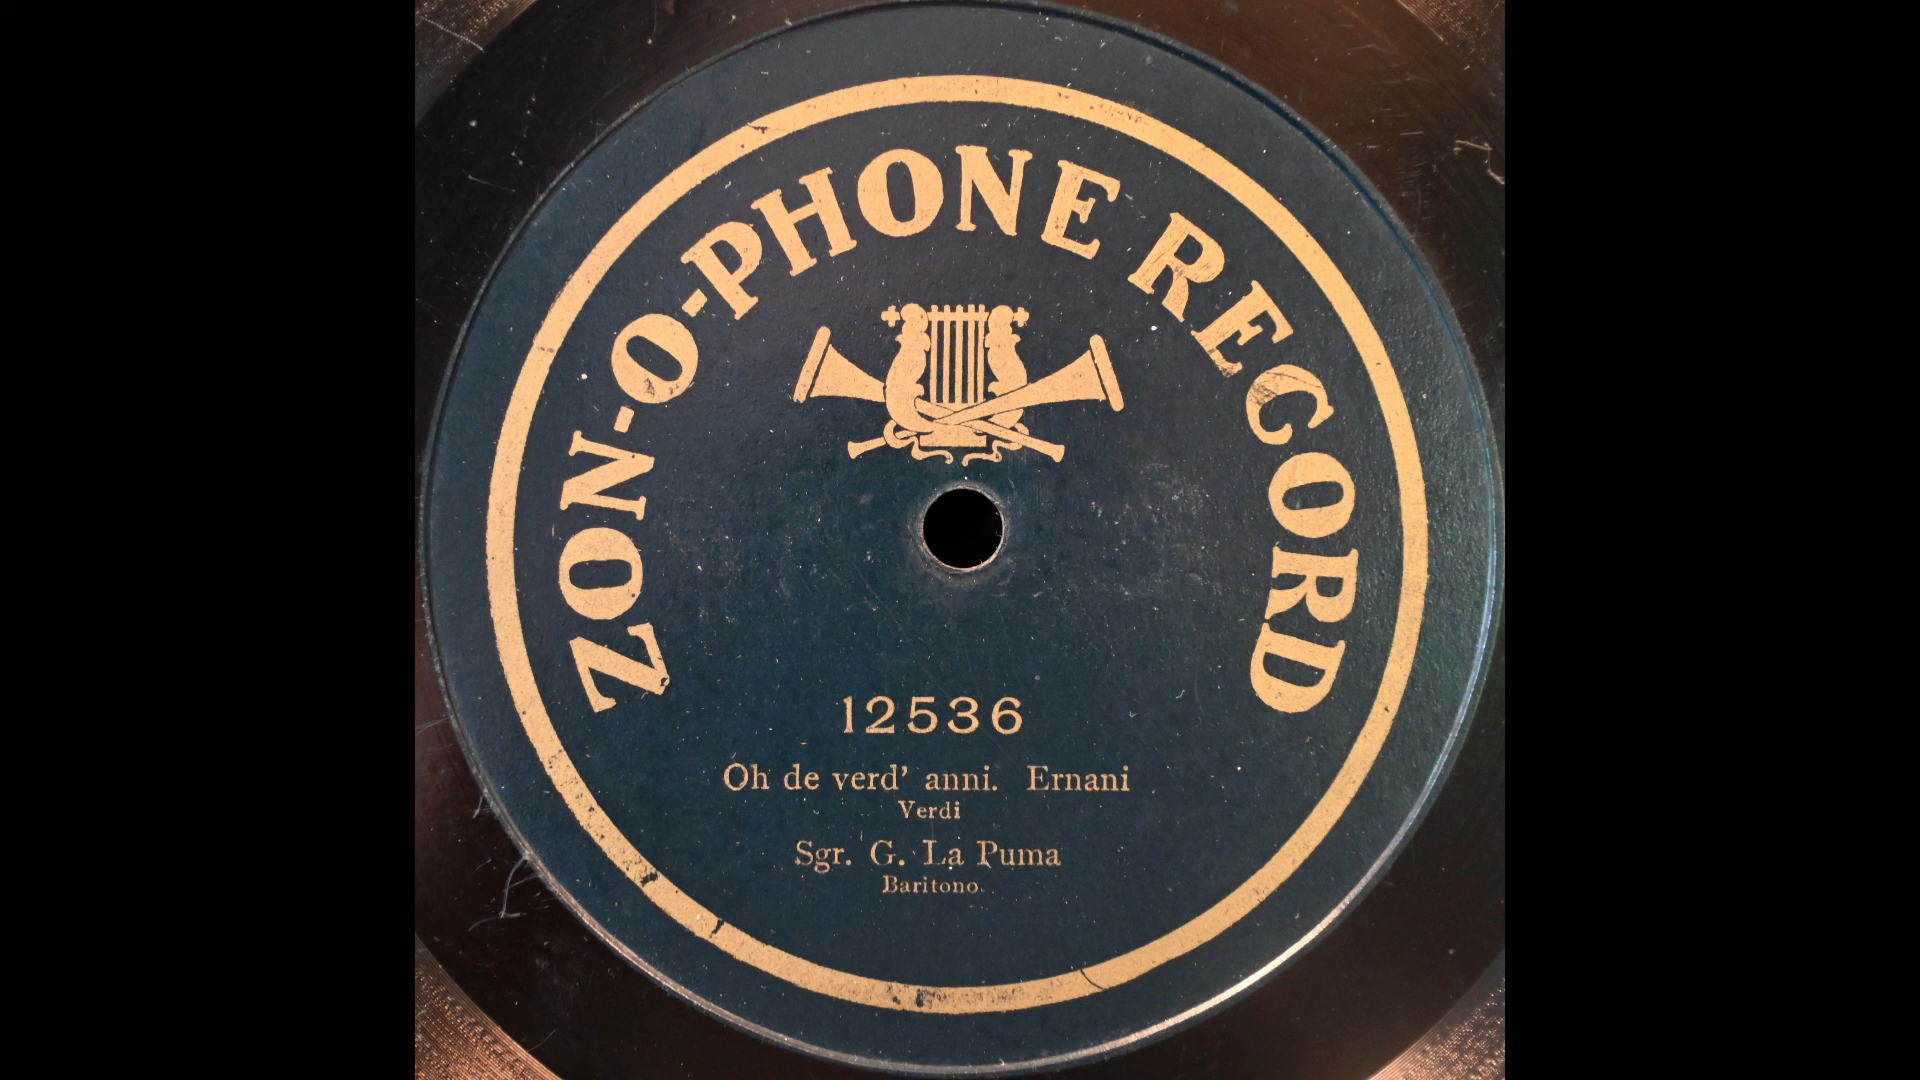 ZON-O-PHONE RECORD
12536
Oh de verd' anni. Ernani
Verdi
Sgr. G. La Puma
Baritono.